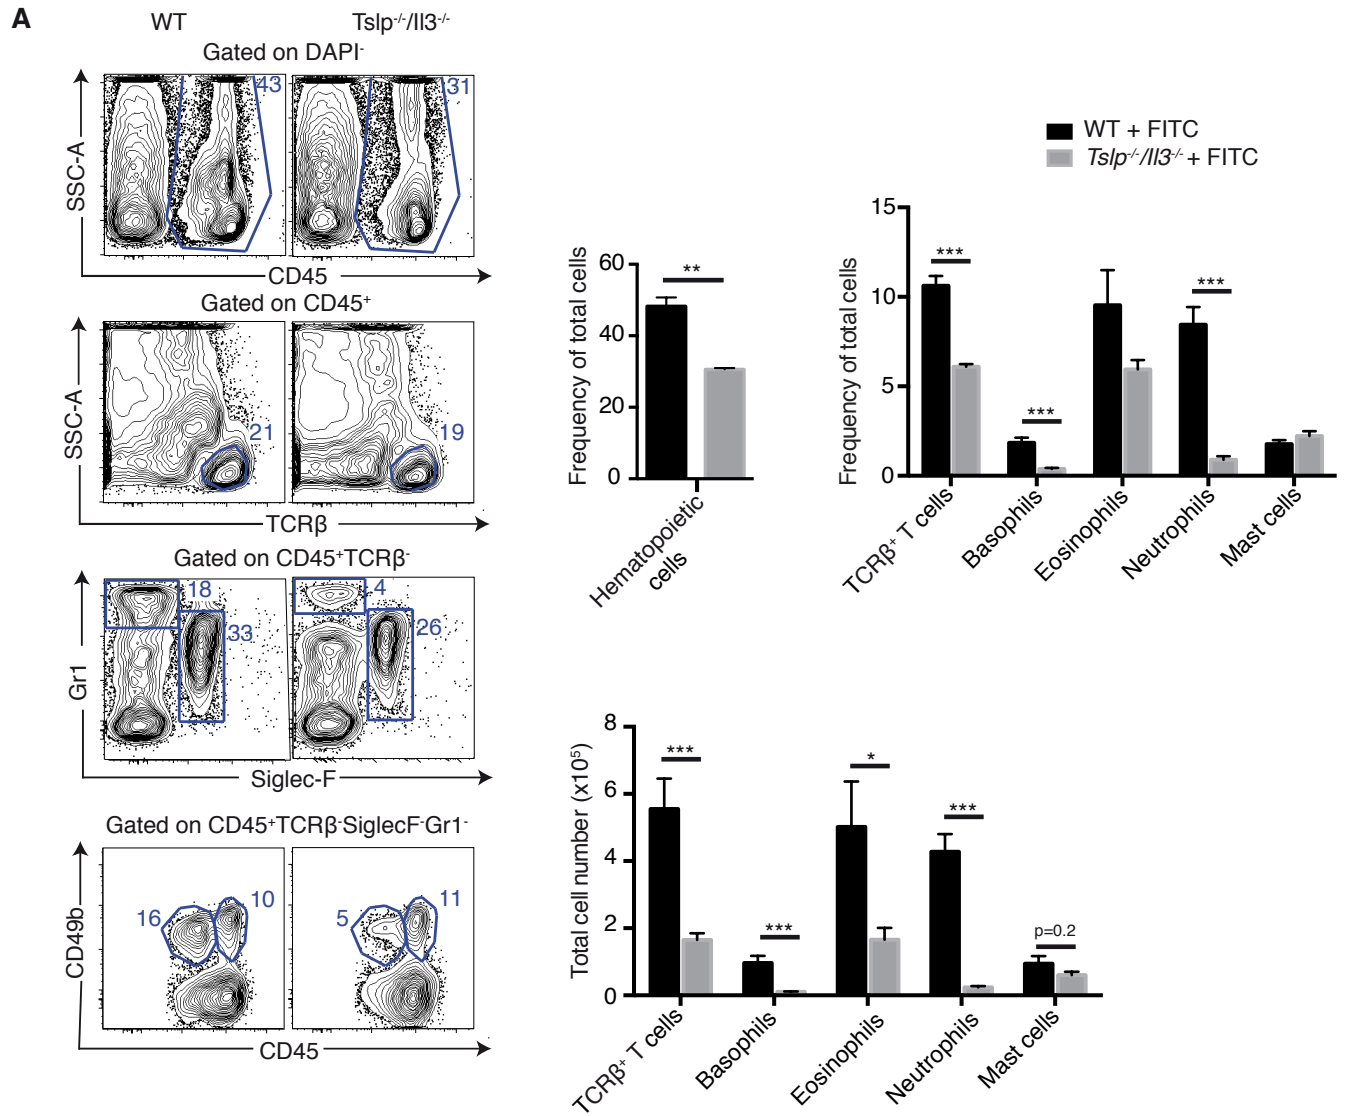 A
WT
Tslp-/-/Il3-/-
Gated on DAPI-
43
31
SSC-A
CD45
Gated on CD45+
21
19
SSC-A
TCRβ
Gated on CD45+TCRβ-
18
33
4
26
Gr1
Siglec-F
Gated on CD45+TCRβ-SiglecF-Gr1-
16
10
5
11
CD49b
CD45
Frequency of total cells
60
40
20
0
**
Hematopoietic
cells
WT + FITC
Tslp-/-/Il3-/- + FITC
Frequency of total cells
15
10
5
0
***
***
***
TCRβ+ T cells
Basophils
Eosinophils
Neutrophils
Mast cells
Total cell number (x10⁵)
8
6
4
2
0
***
***
*
***
p=0.2
TCRβ+ T cells
Basophils
Eosinophils
Neutrophils
Mast cells